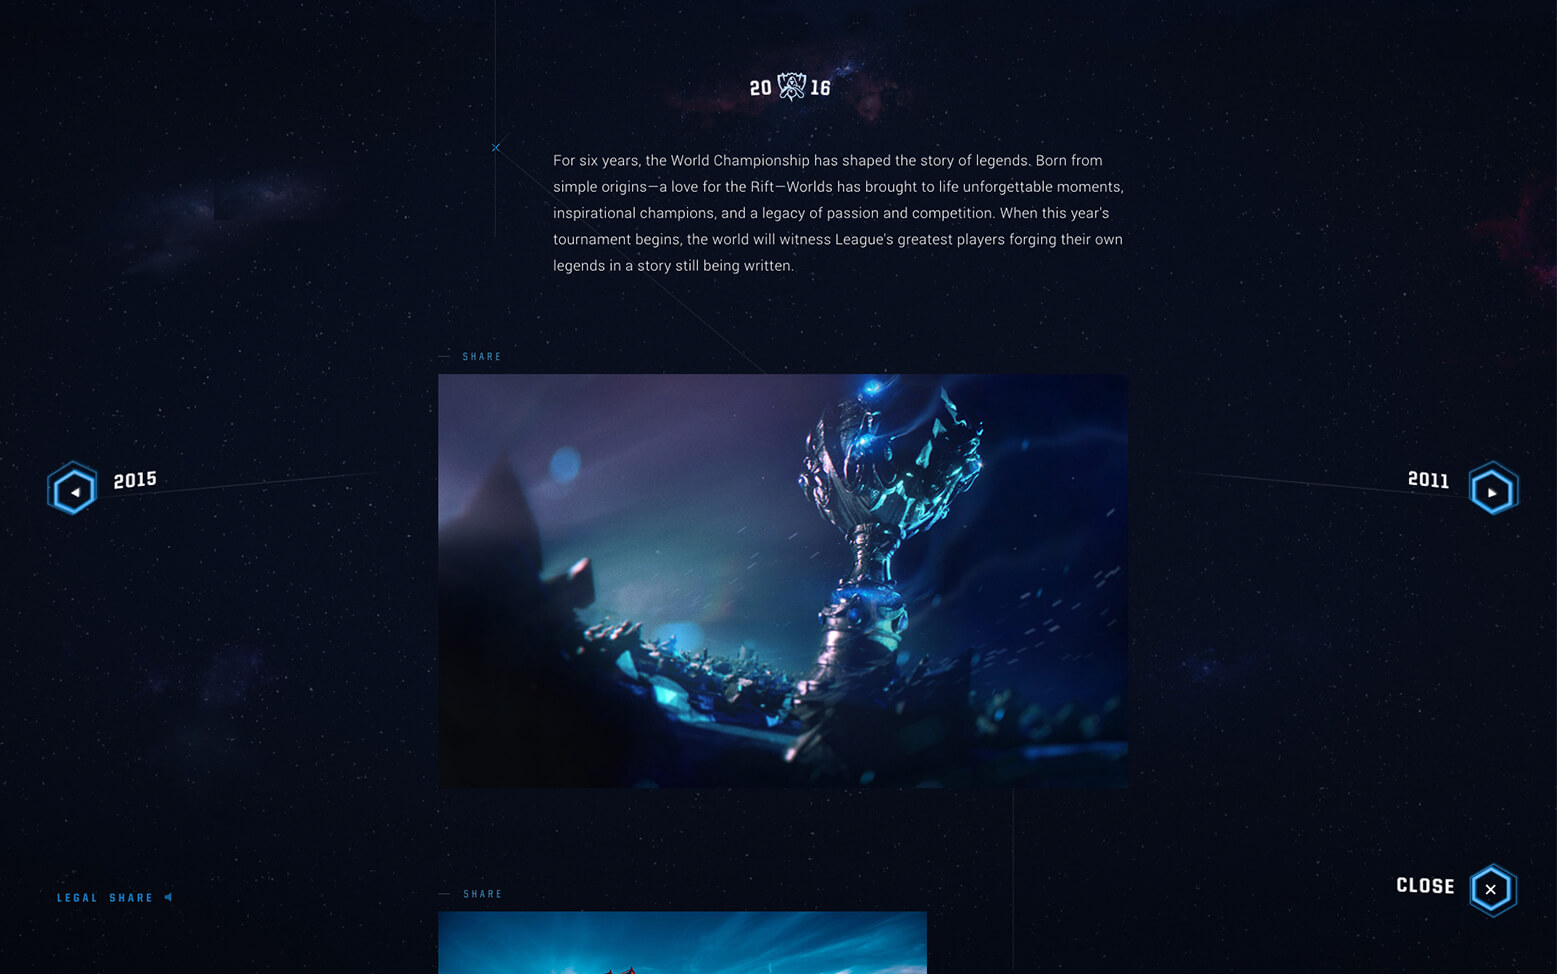 20 16
For six years, the World Championship has shaped the story of legends. Born from
simple origins—a love for the Rift—Worlds has brought to life unforgettable moments,
inspirational champions, and a legacy of passion and competition. When this year's
tournament begins, the world will witness League's greatest players forging their own
legends in a story still being written.
SHARE
2015
2011
CLOSE
SHARE
LEGAL SHARE